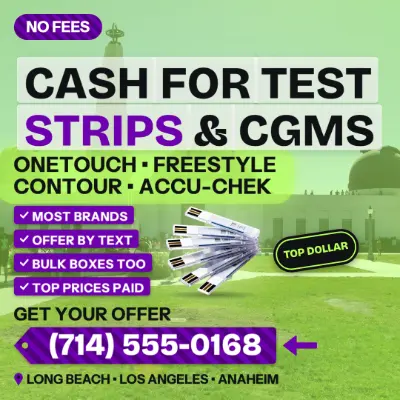 NO FEES
CASH FOR TEST
STRIPS & CGMS
ONETOUCH ▪ FREESTYLE
CONTOUR ▪ ACCU-CHEK
✓ MOST BRANDS
✓ OFFER BY TEXT
✓ BULK BOXES TOO
✓ TOP PRICES PAID
TOP DOLLAR
GET YOUR OFFER
(714) 555-0168
LONG BEACH ▪ LOS ANGELES ▪ ANAHEIM